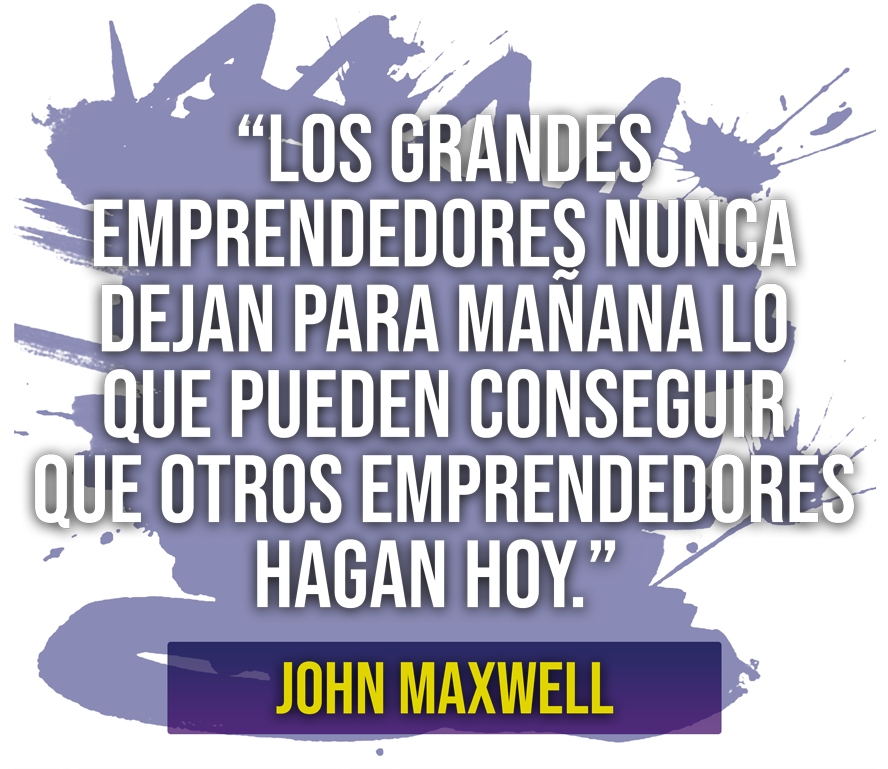 “LOS GRANDES
EMPRENDEDORES NUNCA
DEJAN PARA MAÑANA LO
QUE PUEDEN CONSEGUIR
QUE OTROS EMPRENDEDORES
HAGAN HOY.”
JOHN MAXWELL